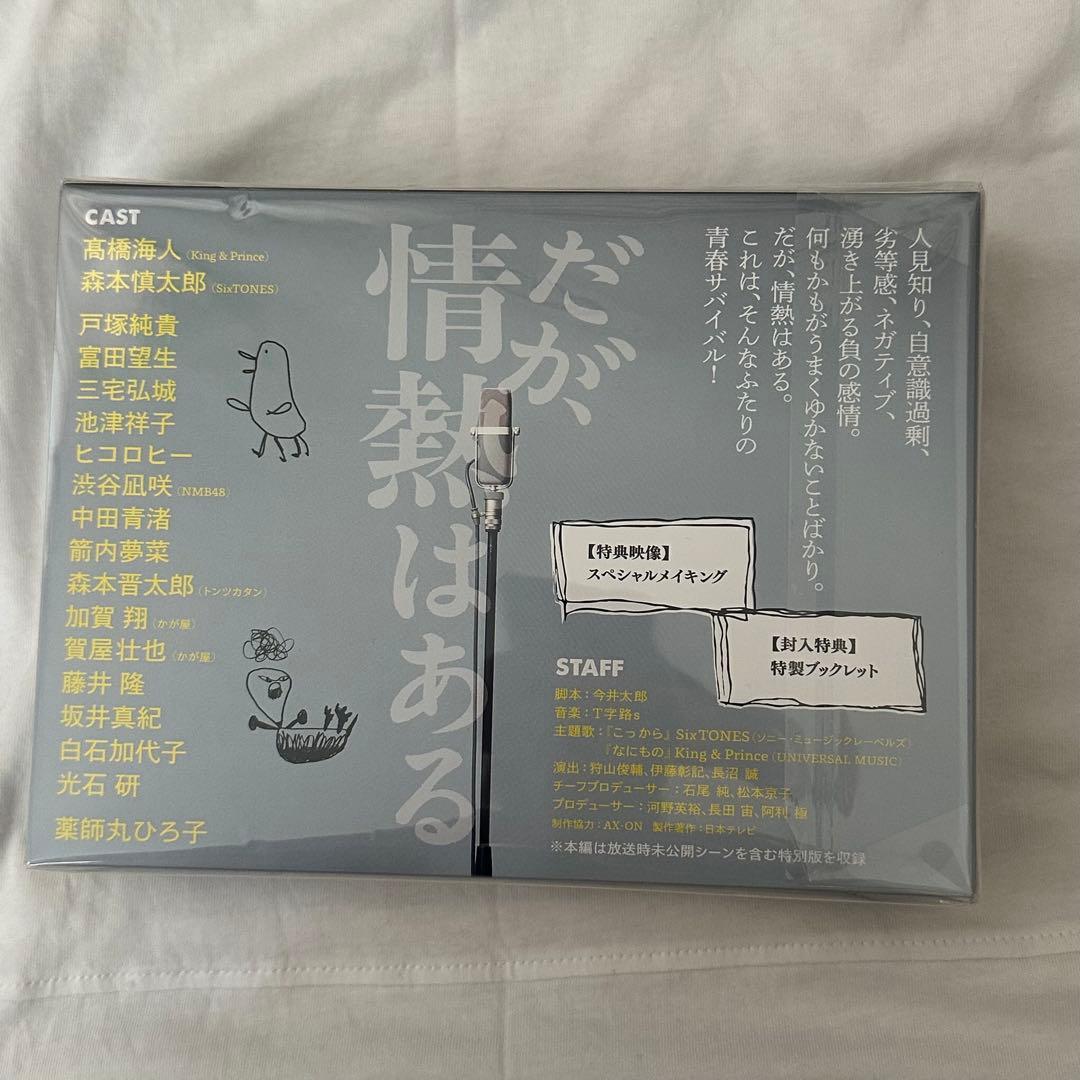 CAST
髙橋海人(King & Prince)
森本慎太郎(SixTONES)
戸塚純貴
富田望生
三宅弘城
池津祥子
ヒコロヒー
渋谷凪咲(NMB48)
中田青渚
箭内夢菜
森本晋太郎(トンツカタン)
加賀 翔(かが屋)
賀屋壮也(かが屋)
藤井 隆
坂井真紀
白石加代子
光石 研
薬師丸ひろ子
だが、
情熱はある
人見知り、自意識過剰、
劣等感、ネガティブ、
湧き上がる負の感情。
何もかもがうまくゆかないことばかり。
だが、情熱はある。
これは、そんなふたりの
青春サバイバル！
【特典映像】
スペシャルメイキング
【封入特典】
特製ブックレット
STAFF
脚本：今井太郎
音楽：T字路s
主題歌：『こっから』SixTONES(ソニー・ミュージックレーベルズ)
『なにもの』King & Prince(UNIVERSAL MUSIC)
演出：狩山俊輔、伊藤彰記、長沼 誠
チーフプロデューサー：石尾 純、松本京子
プロデューサー：河野英裕、長田 宙、阿利 極
制作協力：AX-ON 製作著作：日本テレビ
※本編は放送時未公開シーンを含む特別版を収録